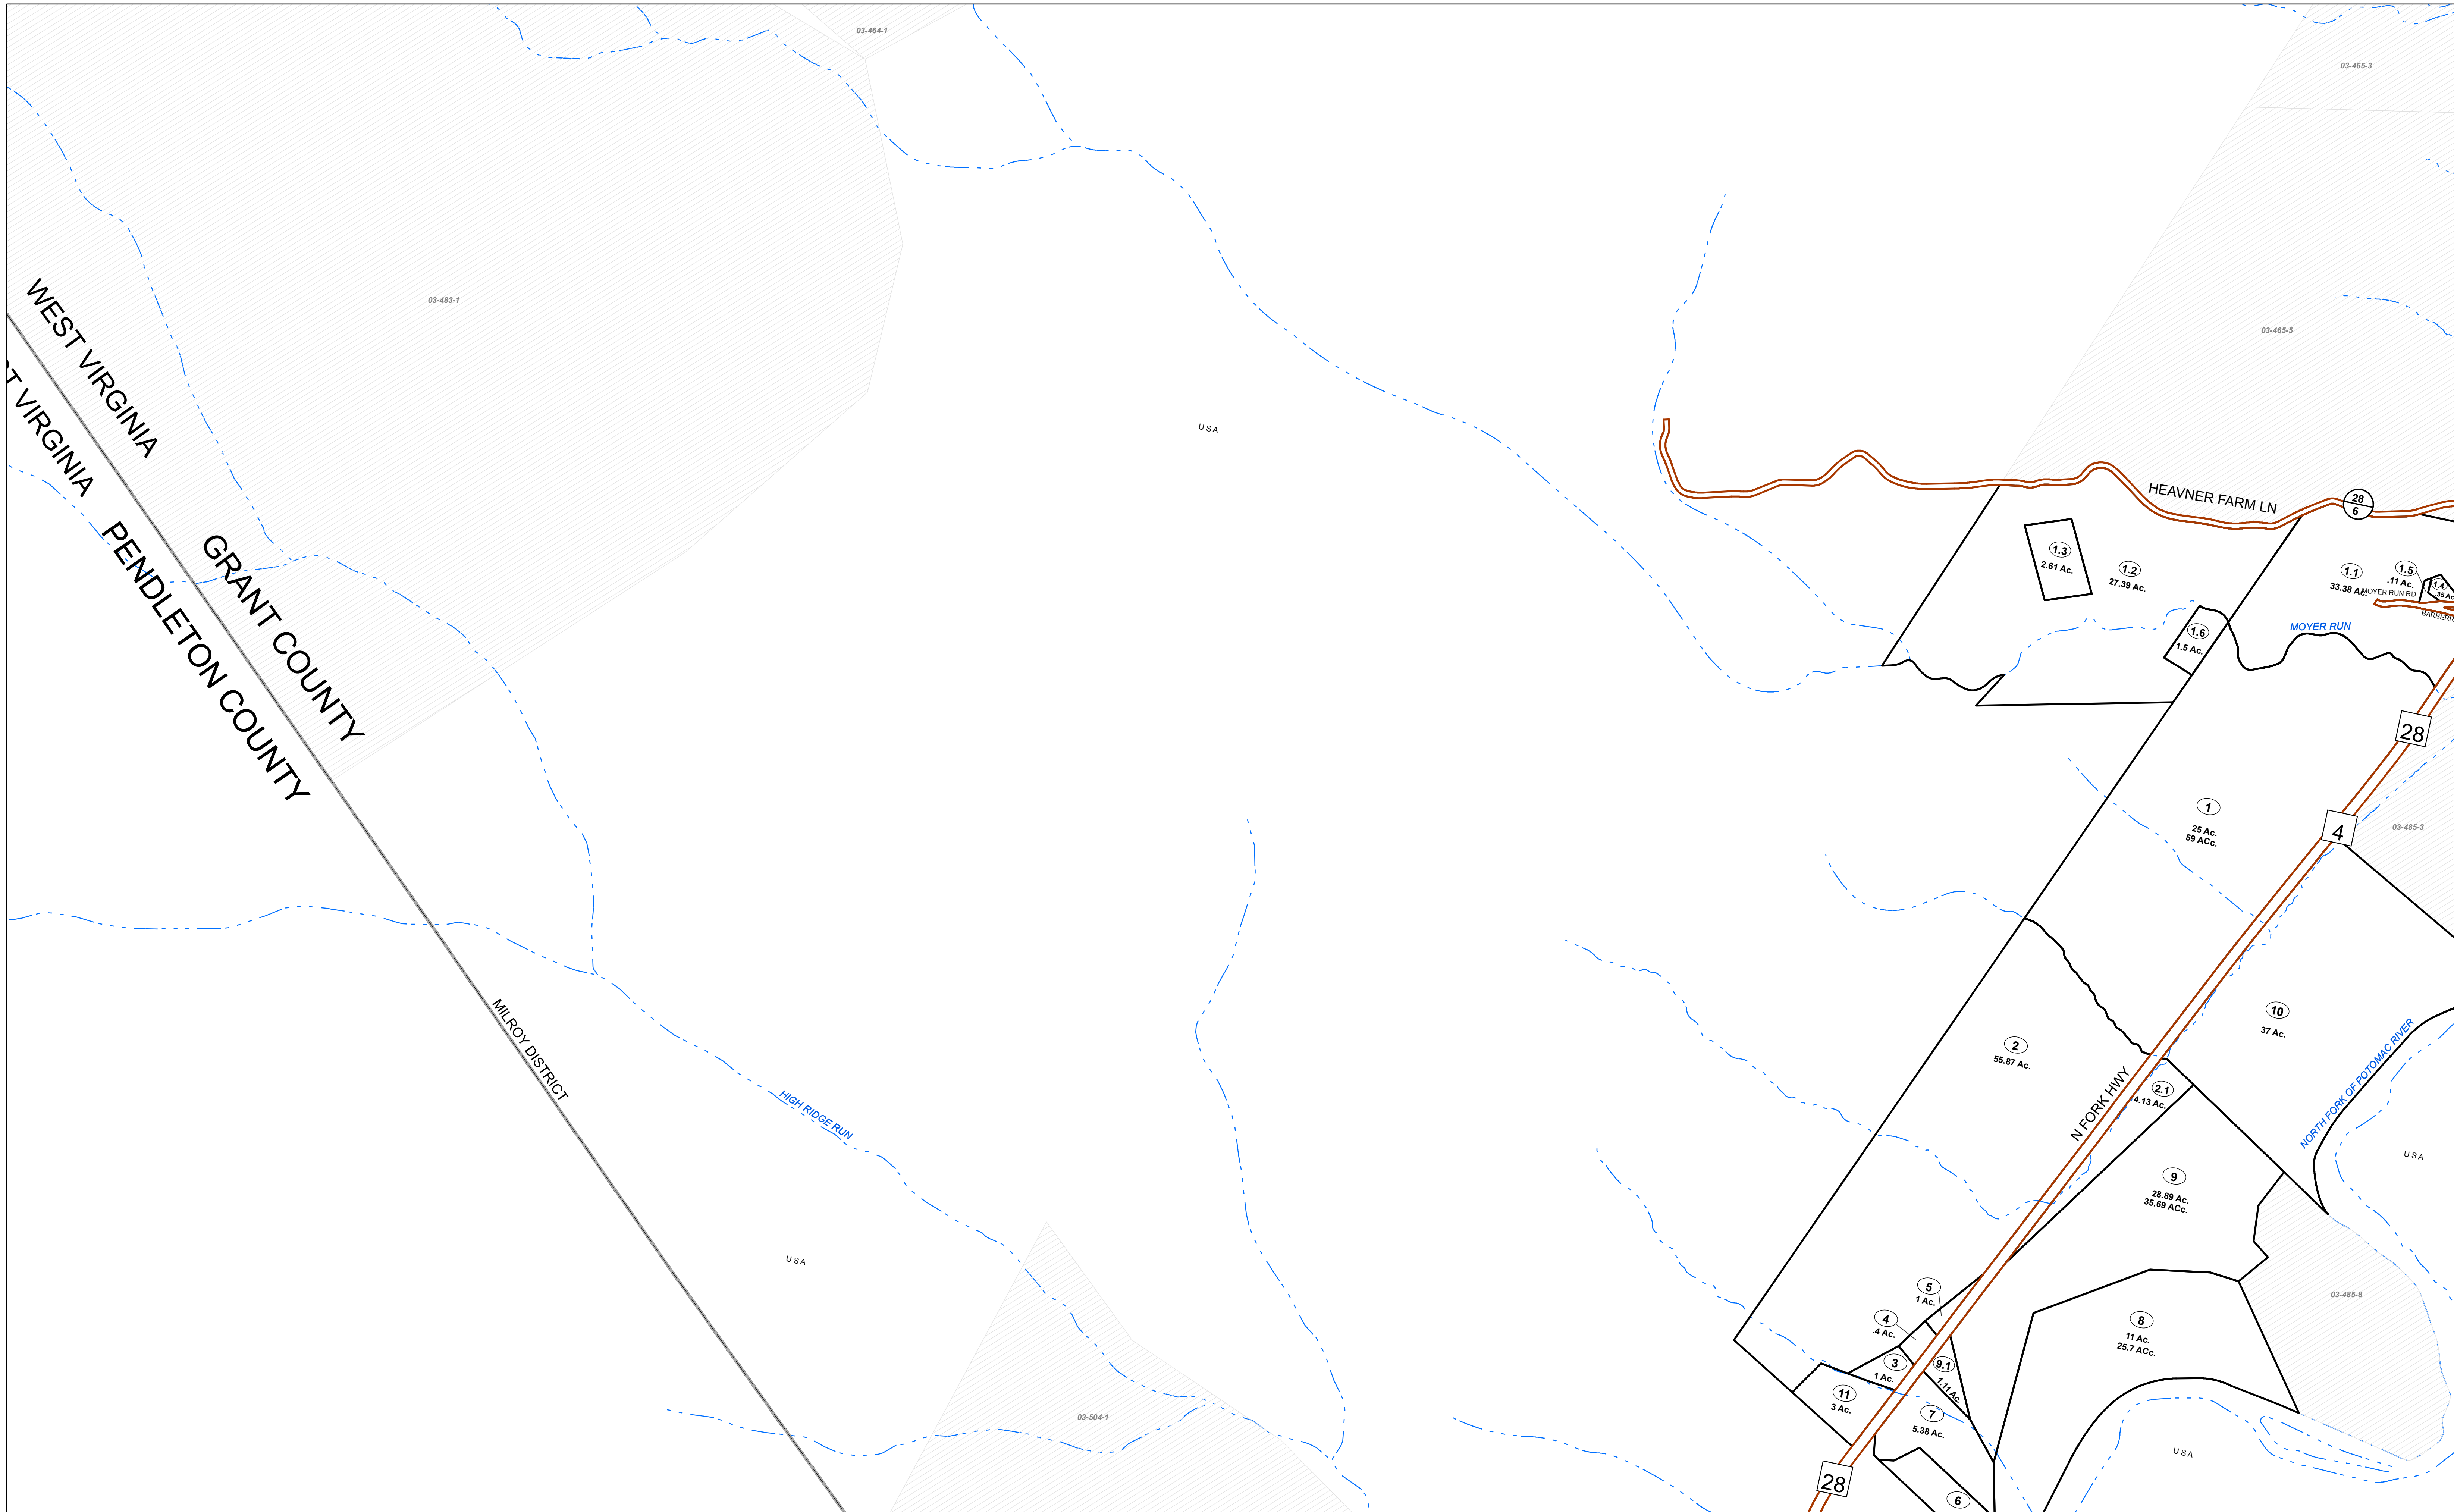 03-464-1
03-465-3
WEST VIRGINIA
VIRGINIA
03-483-1
03-465-5
U S A
HEAVNER FARM LN
28
6
PENDLETON COUNTY
GRANT COUNTY
1.3
2.61 Ac.
1.2
27.39 Ac.
1.1
33.38 Ac.
1.5
.11 Ac.
1.4
MOYER RUN RD
1.6
1.5 Ac.
MOYER RUN
28
1
25 Ac.
59 ACc.
4
03-485-3
MILROY DISTRICT
HIGH RIDGE RUN
2
55.87 Ac.
10
37 Ac.
N FORK HWY
2.1
4.13 Ac.
NORTH FORK OF POTOMAC RIVER
U S A
9
28.89 Ac.
35.69 ACc.
U S A
5
1 Ac.
4
.4 Ac.
03-485-8
8
11 Ac.
25.7 ACc.
3
1 Ac.
9.1
1.11 Ac.
11
3 Ac.
03-504-1
7
5.38 Ac.
U S A
28
6